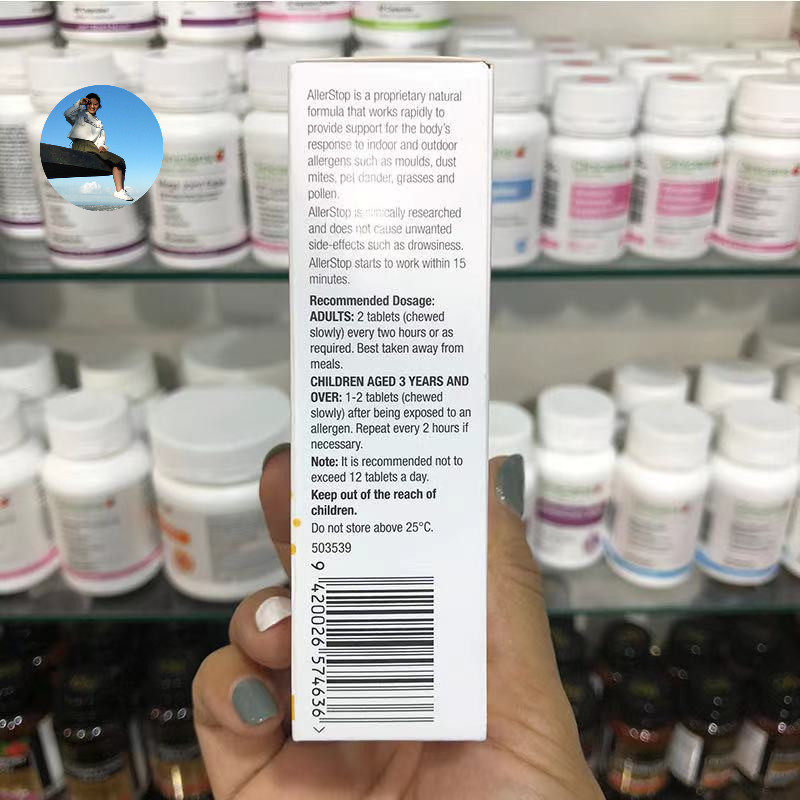 AllerStop is a proprietary natural
formula that works rapidly to
provide support for the body's
response to indoor and outdoor
allergens such as moulds, dust
mites, pet dander, grasses and
pollen.
AllerStop is clinically researched
and does not cause unwanted
side-effects such as drowsiness.
AllerStop starts to work within 15
minutes.
Recommended Dosage:
ADULTS: 2 tablets (chewed
slowly) every two hours or as
required. Best taken away from
meals.
CHILDREN AGED 3 YEARS AND
OVER: 1-2 tablets (chewed
slowly) after being exposed to an
allergen. Repeat every 2 hours if
necessary.
Note: It is recommended not to
exceed 12 tablets a day.
Keep out of the reach of
children.
Do not store above 25°C.
503539
9 420026 574636 >